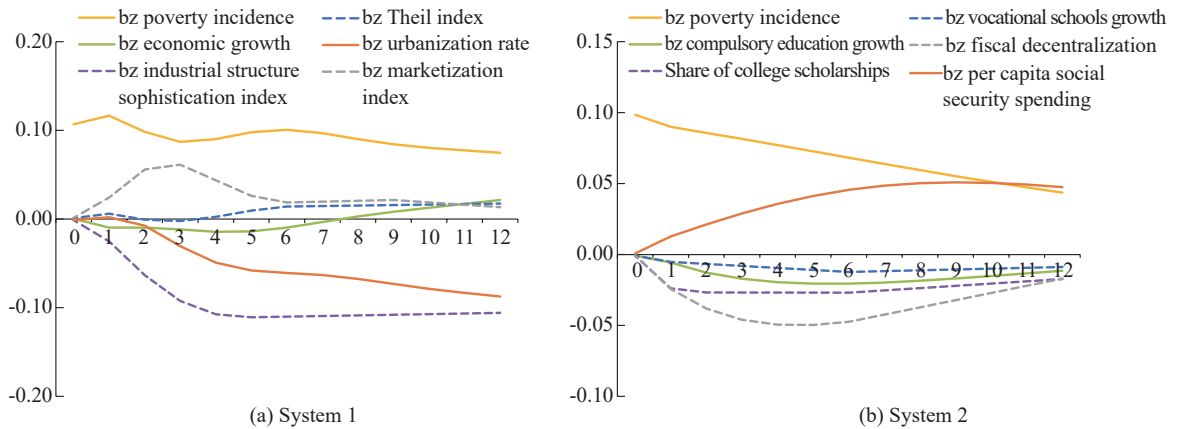 bz poverty incidence
bz Theil index
bz economic growth
bz urbanization rate
bz industrial structure
sophistication index
bz marketization
index
0.20
0.10
0.00
-0.10
-0.20
0 1 2 3 4 5 6 7 8 9 10 11 12
(a) System 1
bz poverty incidence
bz vocational schools growth
bz compulsory education growth
bz fiscal decentralization
Share of college scholarships
bz per capita social
security spending
0.15
0.10
0.05
0.00
-0.05
-0.10
0 1 2 3 4 5 6 7 8 9 10 11 12
(b) System 2